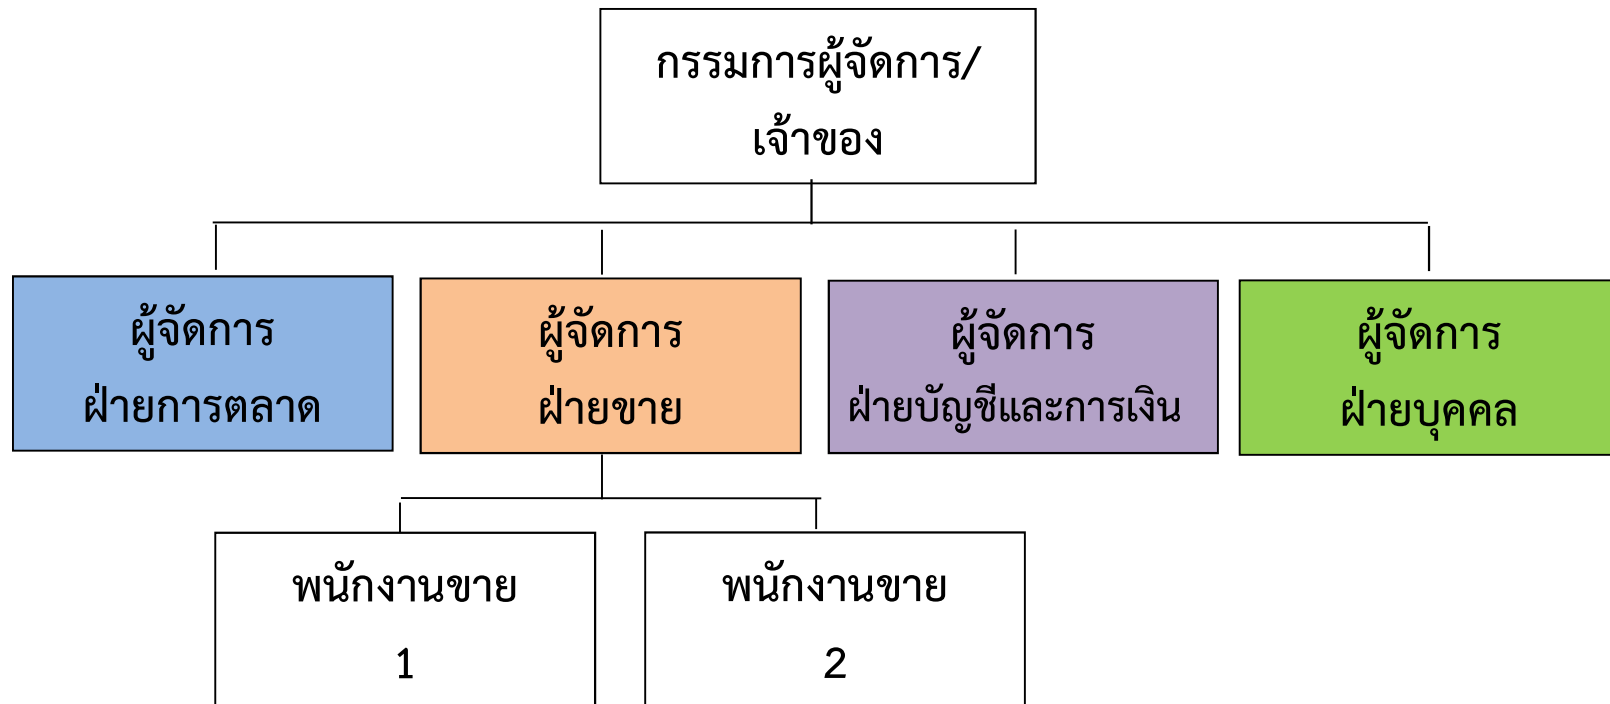 กรรมการผู้จัดการ/
เจ้าของ
ผู้จัดการ
ฝ่ายการตลาด
ผู้จัดการ
ฝ่ายขาย
ผู้จัดการ
ฝ่ายบัญชีและการเงิน
ผู้จัดการ
ฝ่ายบุคคล
พนักงานขาย
1
พนักงานขาย
2